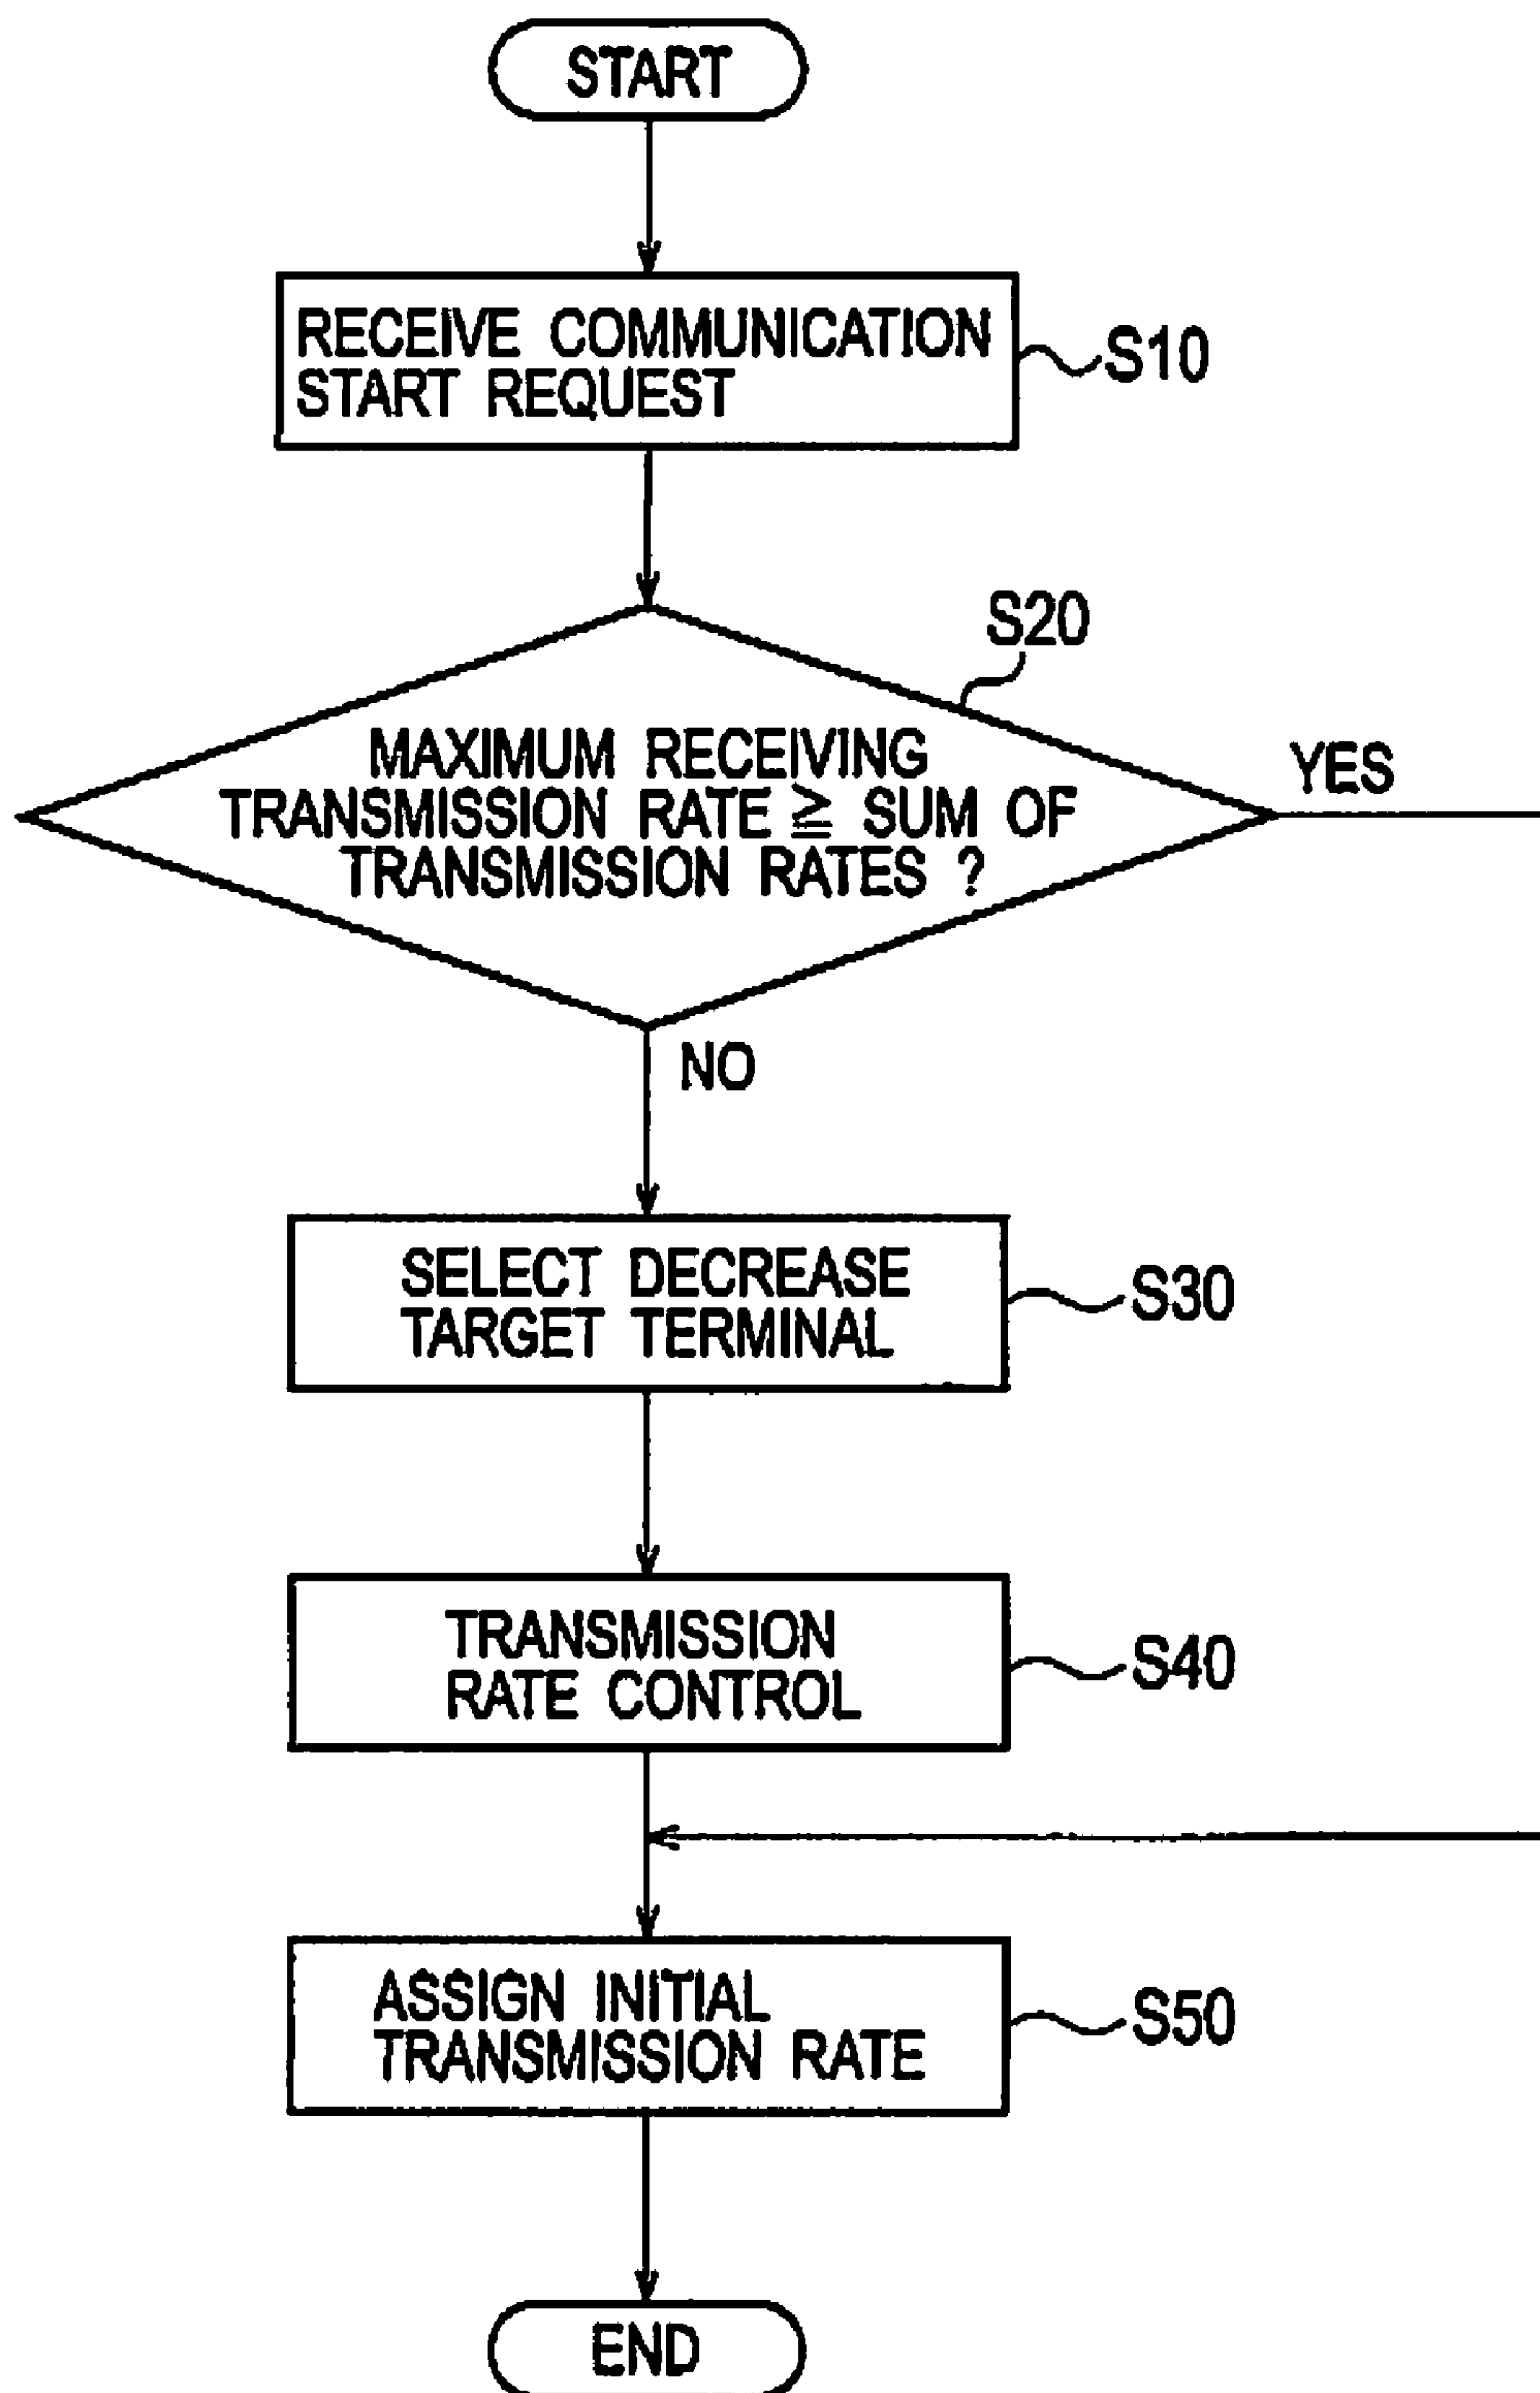 START
RECEIVE COMMUNICATION
START REQUEST
S10
S20
MAXIMUM RECEIVING
TRANSMISSION RATE ≧ SUM OF
TRANSMISSION RATES ?
YES
NO
SELECT DECREASE
TARGET TERMINAL
S30
TRANSMISSION
RATE CONTROL
S40
ASSIGN INITIAL
TRANSMISSION RATE
S50
END